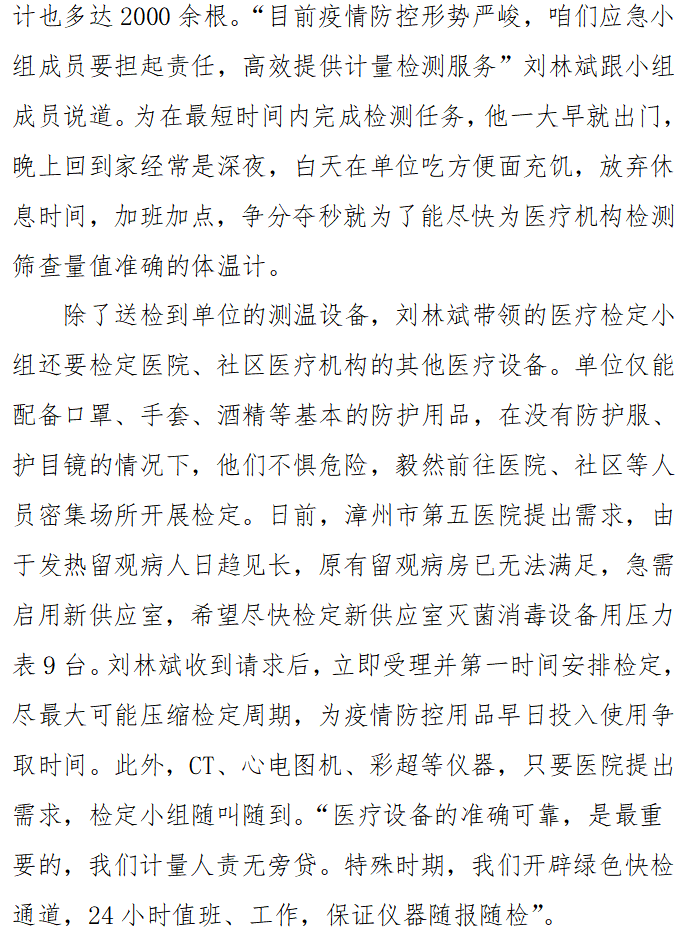 计也多达 2000 余根。“目前疫情防控形势严峻，咱们应急小
组成员要担起责任，高效提供计量检测服务”刘林斌跟小组
成员说道。为在最短时间内完成检测任务，他一大早就出门，
晚上回到家经常是深夜，白天在单位吃方便面充饥，放弃休
息时间，加班加点，争分夺秒就为了能尽快为医疗机构检测
筛查量值准确的体温计。
除了送检到单位的测温设备，刘林斌带领的医疗检定小
组还要检定医院、社区医疗机构的其他医疗设备。单位仅能
配备口罩、手套、酒精等基本的防护用品，在没有防护服、
护目镜的情况下，他们不惧危险，毅然前往医院、社区等人
员密集场所开展检定。日前，漳州市第五医院提出需求，由
于发热留观病人日趋见长，原有留观病房已无法满足，急需
启用新供应室，希望尽快检定新供应室灭菌消毒设备用压力
表 9 台。刘林斌收到请求后，立即受理并第一时间安排检定，
尽最大可能压缩检定周期，为疫情防控用品早日投入使用争
取时间。此外，CT、心电图机、彩超等仪器，只要医院提出
需求，检定小组随叫随到。“医疗设备的准确可靠，是最重
要的，我们计量人责无旁贷。特殊时期，我们开辟绿色快检
通道，24 小时值班、工作，保证仪器随报随检”。